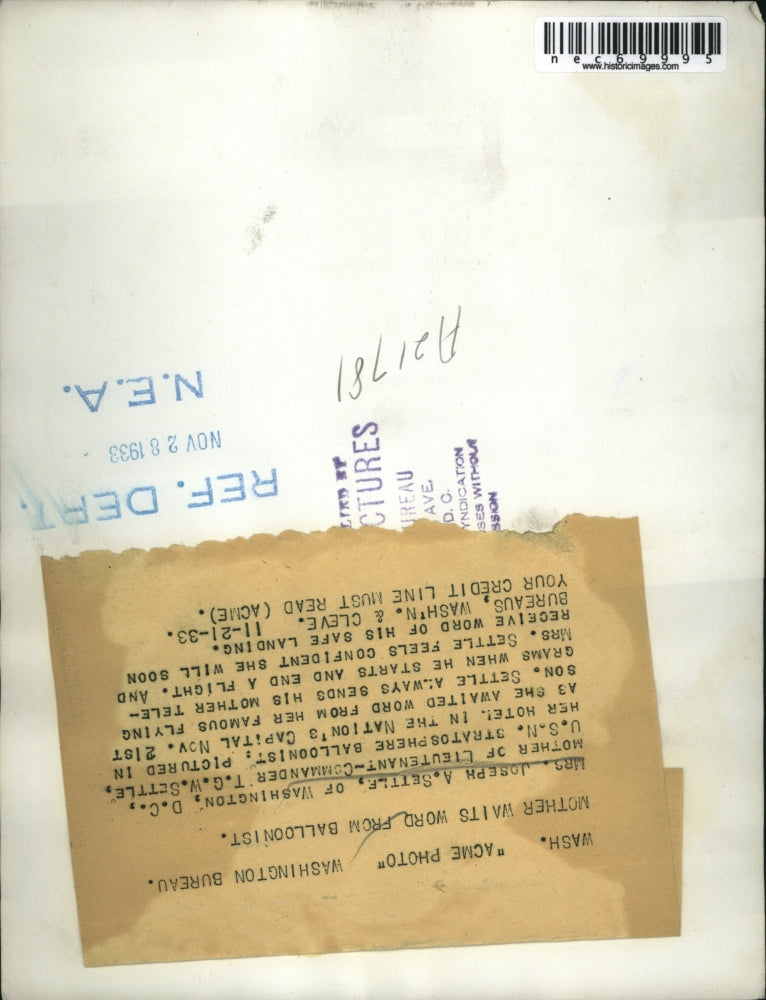 nec69995
www.historicimages.com
A21781
N.E.A.
NOV 28 1933
REF. DEPT.
CTURES
UREAU
AVE.
D. C.
YNDICATION
SES WITHOUT
SSION
WASH. "ACME PHOTO" WASHINGTON BUREAU.
MOTHER WAITS WORD FROM BALLOONIST.
MRS. JOSEPH A.SETTLE, OF WASHINGTON, D.C.,
MOTHER OF LIEUTENANT-COMMANDER T.G.W.SETTLE,
U.S.N. STRATOSPHERE BALLOONIST: PICTURED IN
HER HOTEL IN THE NATION'S CAPITAL NOV. 21ST
AS SHE AWAITED WORD FROM HER FAMOUS FLYING
SON. SETTLE ALWAYS SENDS HIS MOTHER TELE-
GRAMS WHEN HE STARTS AND END A FLIGHT. AND
MRS. SETTLE FEELS CONFIDENT SHE WILL SOON
RECEIVE WORD OF HIS SAFE LANDING.
BUREAUS, WASH'N. & CLEVE. 11-21-33.
YOUR CREDIT LINE MUST READ (ACME).